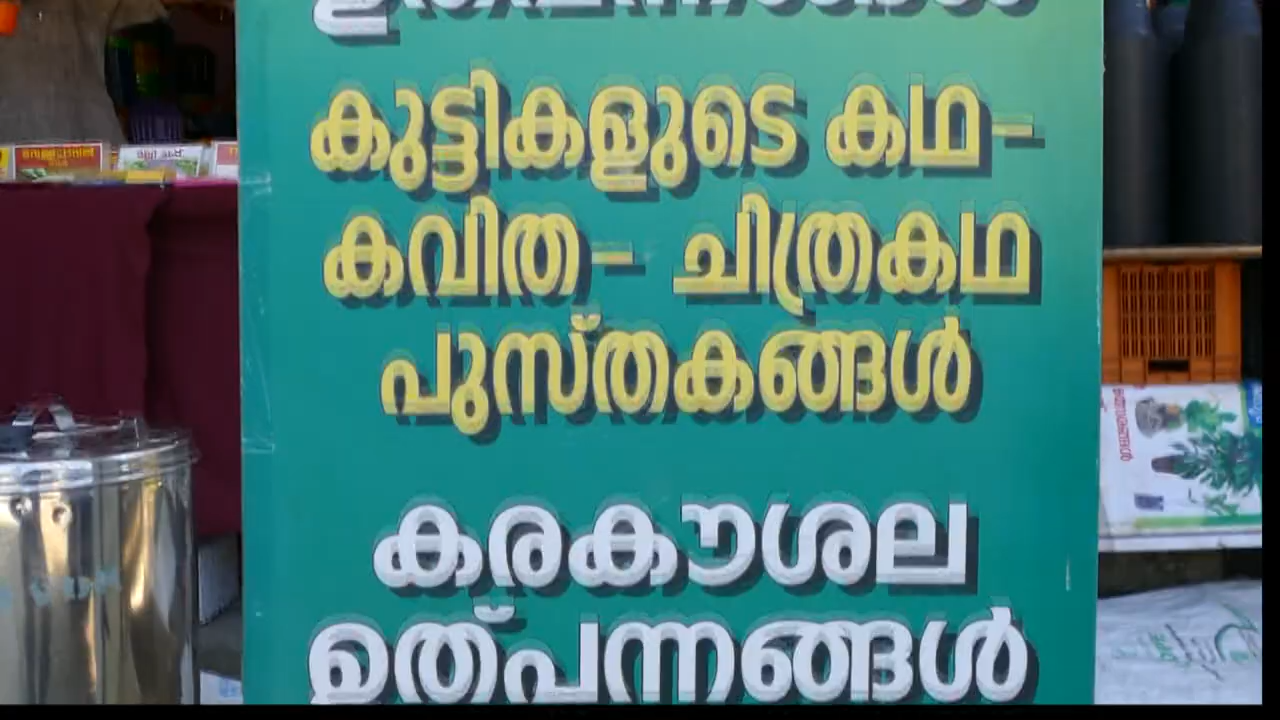 കുട്ടികളുടെ കഥ-
കവിത- ചിത്രകഥ
പുസ്തകങ്ങൾ
കരകൗശല
ഉത്പന്നങ്ങൾ